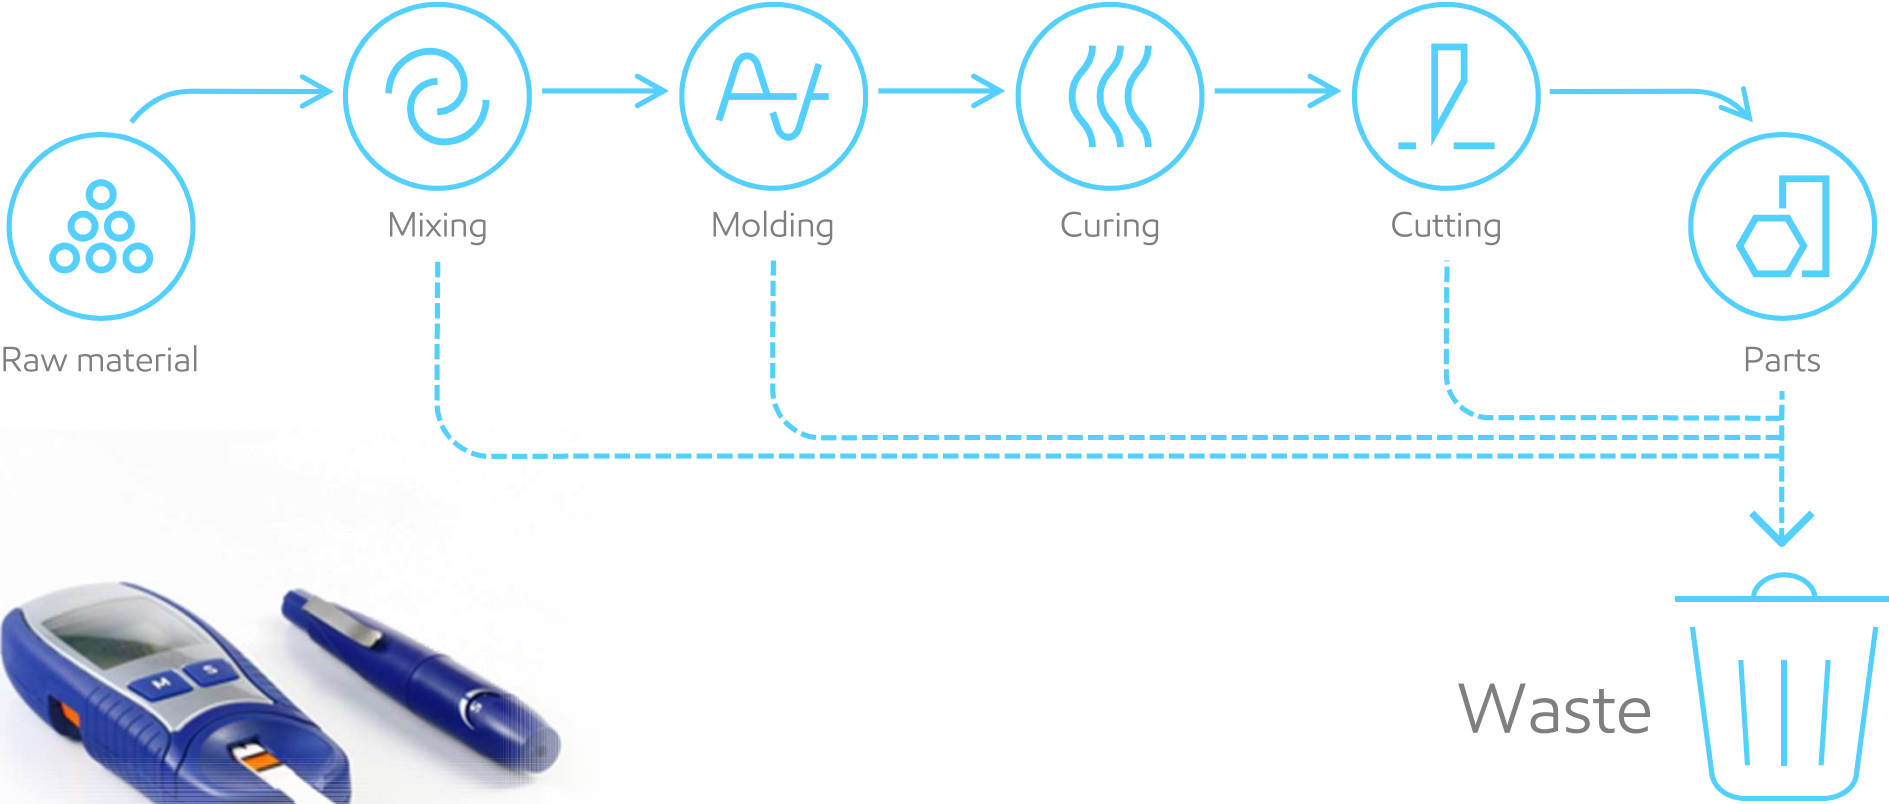 Mixing
Molding
Curing
Cutting
Raw material
Parts
Waste
M
S
S